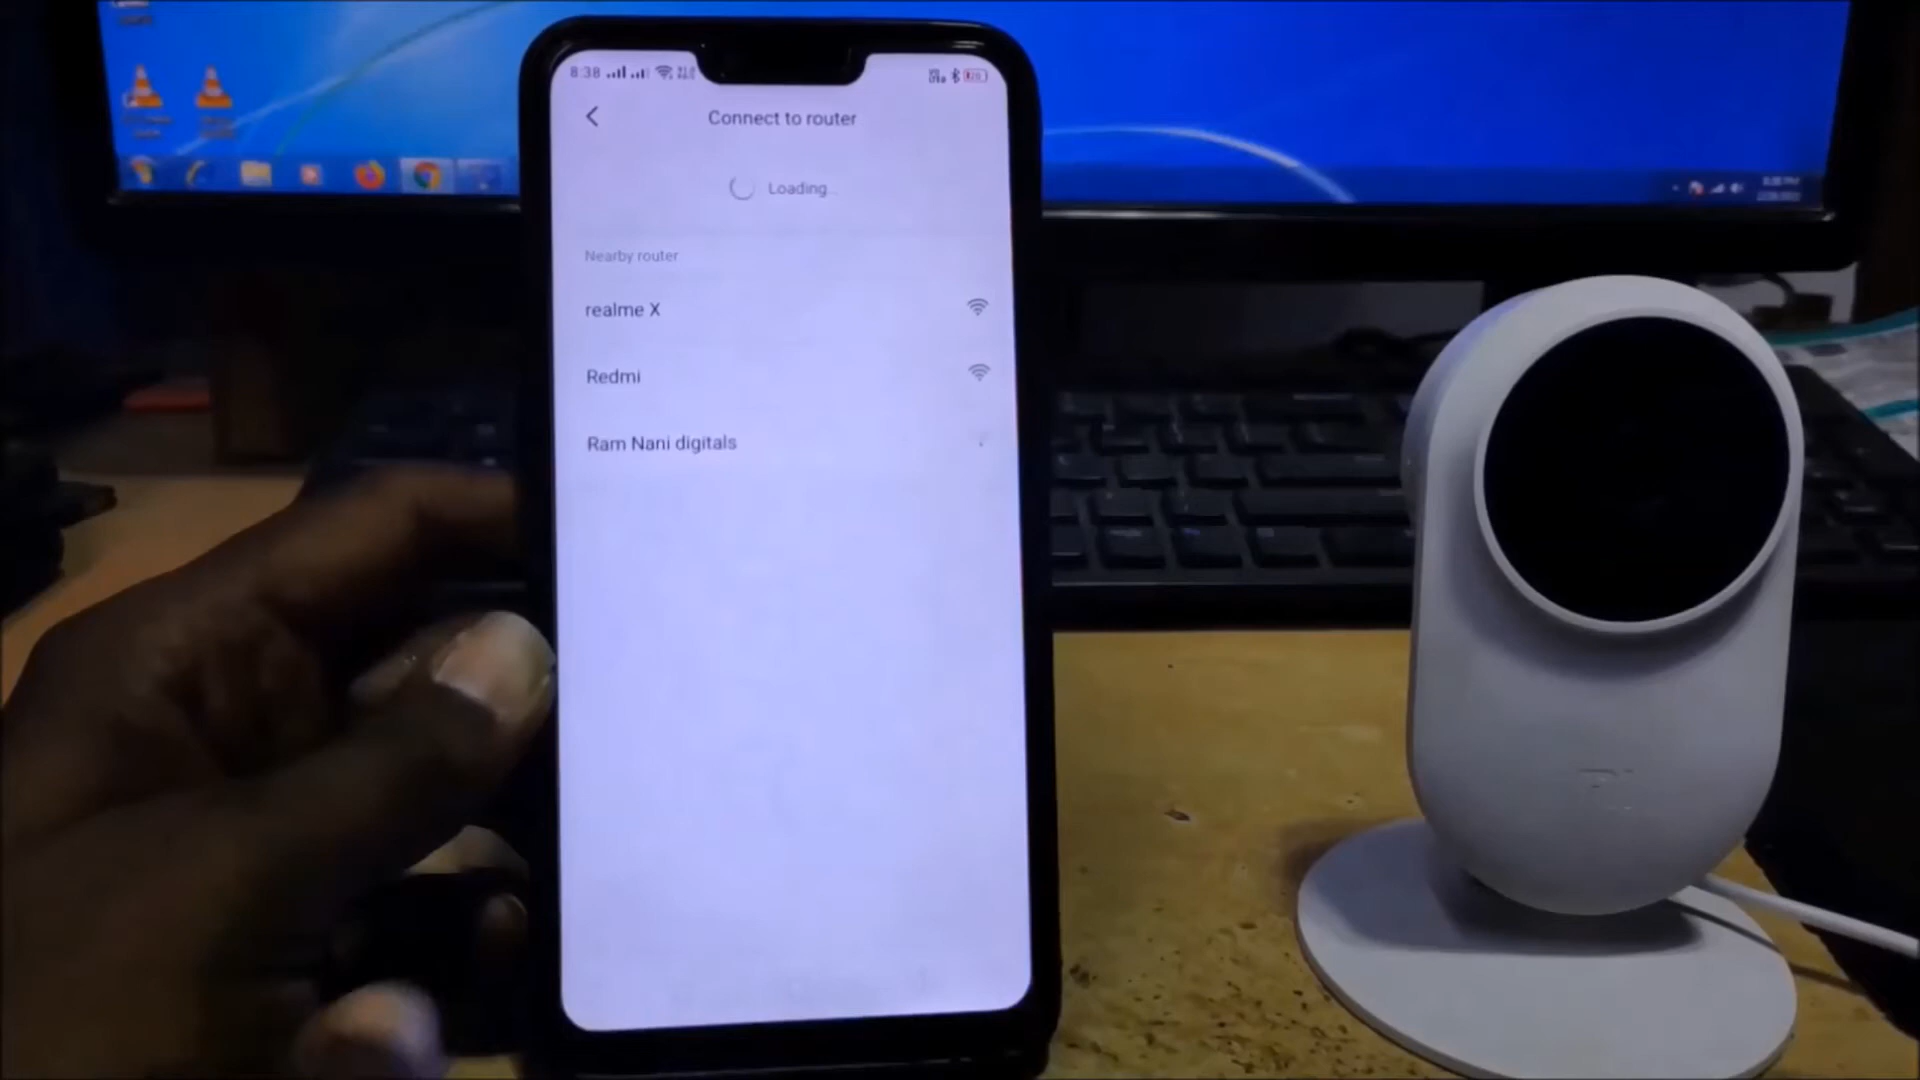 8:38
Connect to router
Loading..
Nearby router
realme X
Redmi
Ram Nani digitals